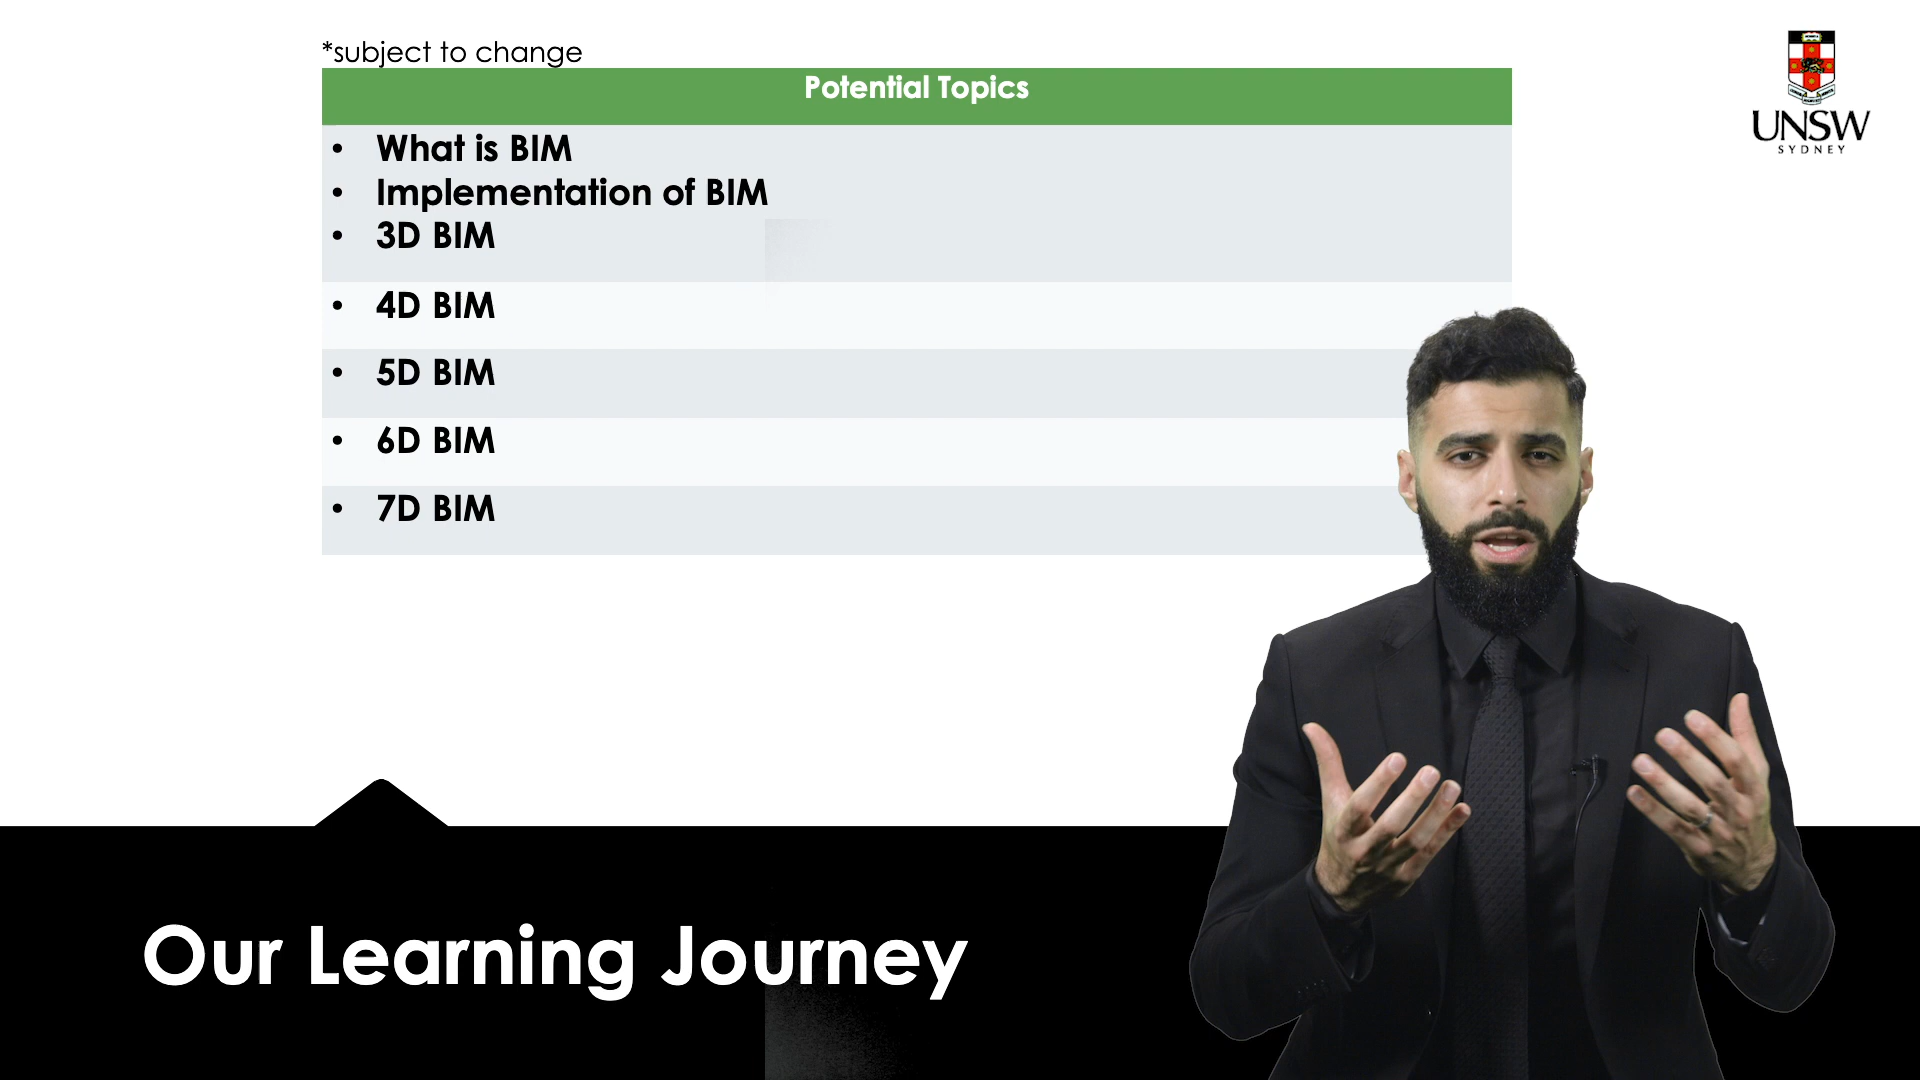 *subject to change
Potential Topics
• What is BIM
• Implementation of BIM
• 3D BIM
• 4D BIM
• 5D BIM
• 6D BIM
• 7D BIM
UNSW
SYDNEY
Our Learning Journey